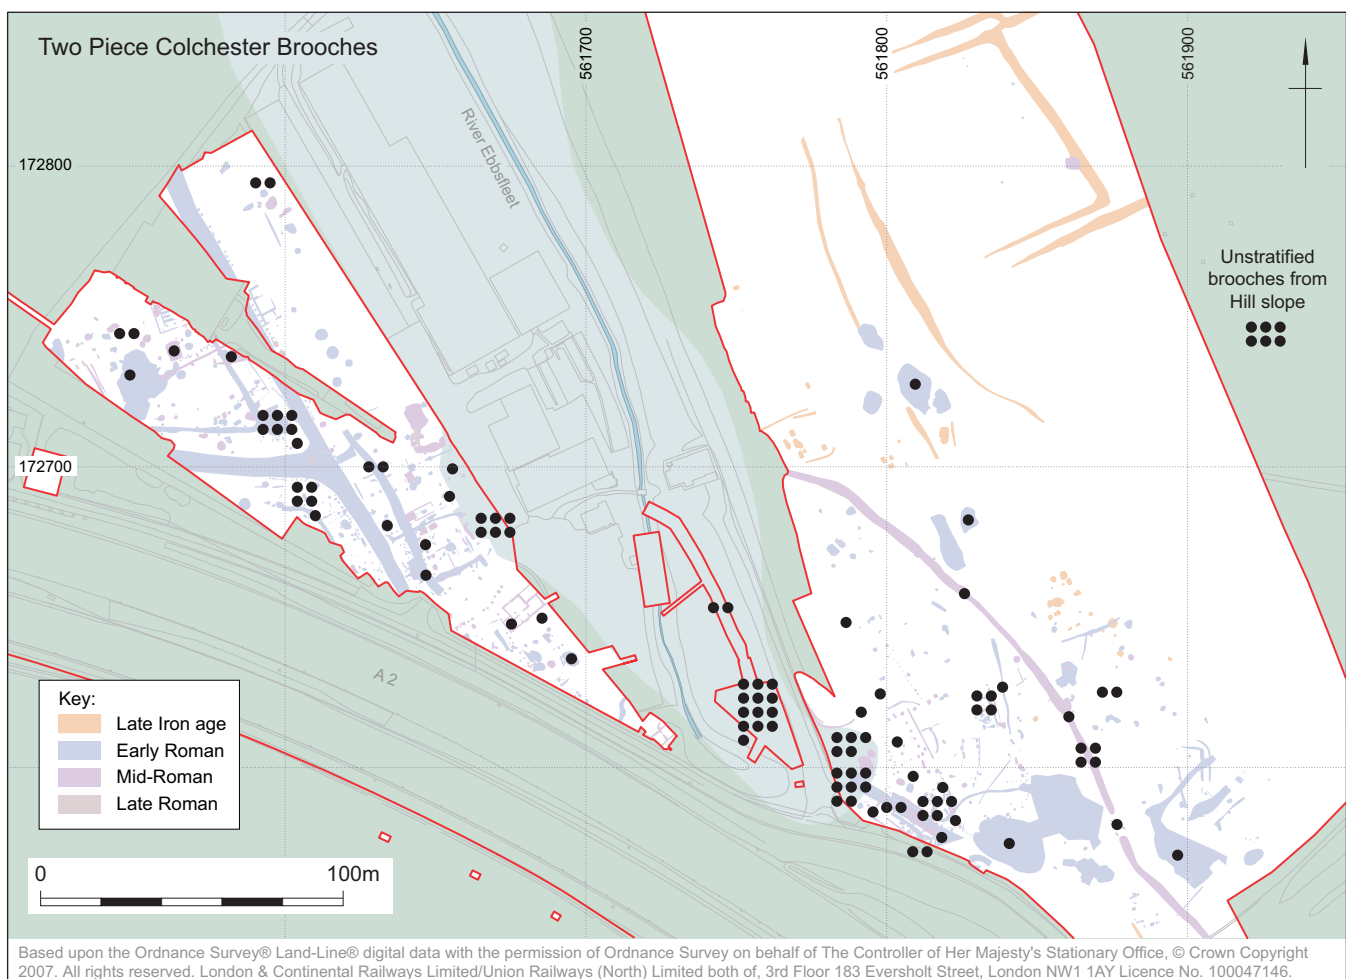 Two Piece Colchester Brooches
561700
561800
561900
River Ebbsfleet
172800
Unstratified
brooches from
Hill slope
172700
A 2
Key:
Late Iron age
Early Roman
Mid-Roman
Late Roman
0 100m
Based upon the Ordnance Survey® Land-Line® digital data with the permission of Ordnance Survey on behalf of The Controller of Her Majesty's Stationary Office, © Crown Copyright
2007. All rights reserved. London & Continental Railways Limited/Union Railways (North) Limited both of, 3rd Floor 183 Eversholt Street, London NW1 1AY Licence No. 100047146.